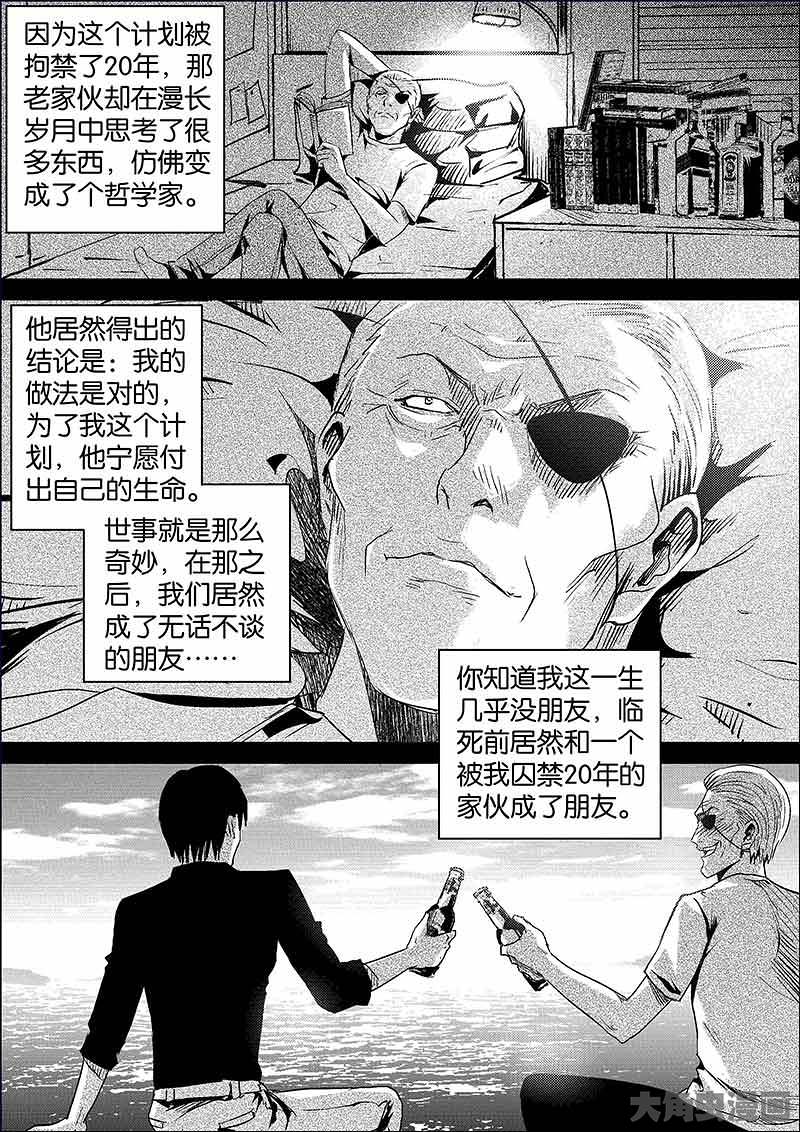 因为这个计划被
拘禁了20年，那
老家伙却在漫长
岁月中思考了很
多东西，仿佛变
成了个哲学家。
他居然得出的
结论是：我的
做法是对的，
为了我这个计
划，他宁愿付
出自己的生命。
世事就是那么
奇妙，在那之
后，我们居然
成了无话不谈
的朋友……
你知道我这一生
几乎没朋友，临
死前居然和一个
被我囚禁20年的
家伙成了朋友。
大角虫漫画